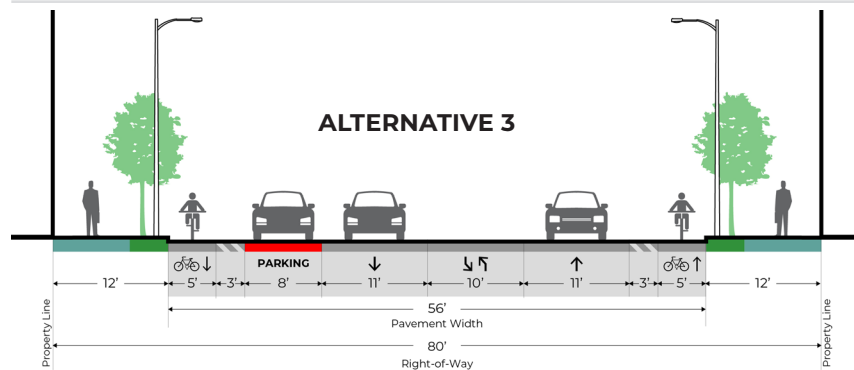 ALTERNATIVE 3
PARKING
12’ 5’ 3’ 8’ 11’ 10’ 11’ 3’ 5’ 12’
56’
Pavement Width
80’
Right-of-Way
Property Line
Property Line